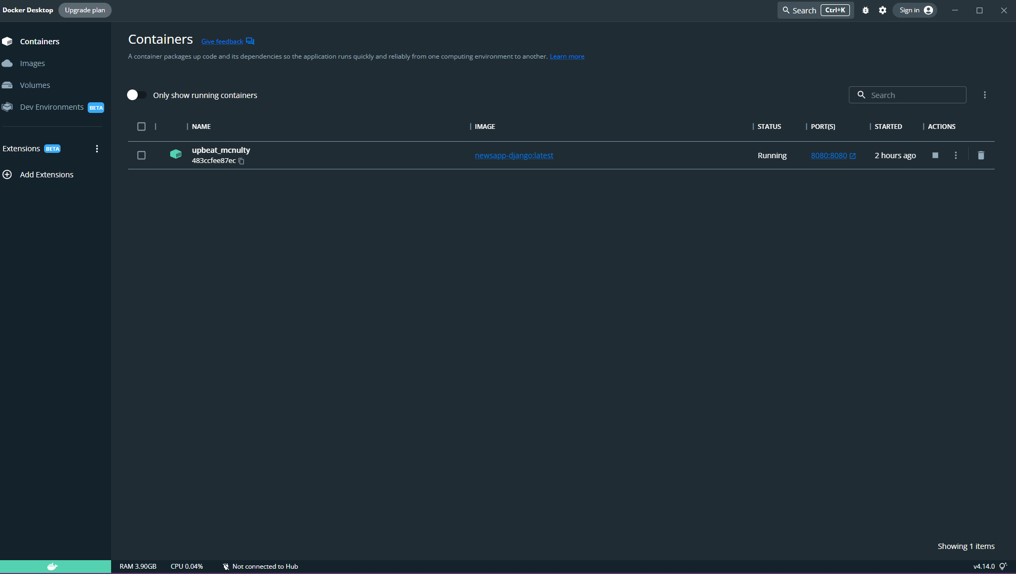 Docker Desktop Upgrade plan Search Ctrl+K Sign in
Containers
Images
Volumes
Dev Environments BETA
Extensions BETA
Add Extensions
Containers Give feedback
A container packages up code and its dependencies so the application runs quickly and reliably from one computing environment to another. Learn more
Only show running containers Search
NAME IMAGE STATUS PORT(S) STARTED ACTIONS
upbeat_mcnulty
483ccfee87ec newsapp-django:latest Running 8080:8080 2 hours ago
Showing 1 items
RAM 3.90GB CPU 0.04% Not connected to Hub v4.14.0